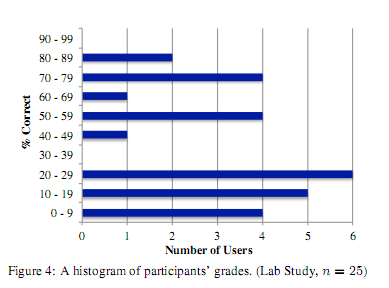 90 - 99
80 - 89
70 - 79
60 - 69
50 - 59
40 - 49
30 - 39
20 - 29
10 - 19
0 - 9
% Correct
0 1 2 3 4 5 6
Number of Users
Figure 4: A histogram of participants' grades. (Lab Study, n = 25)